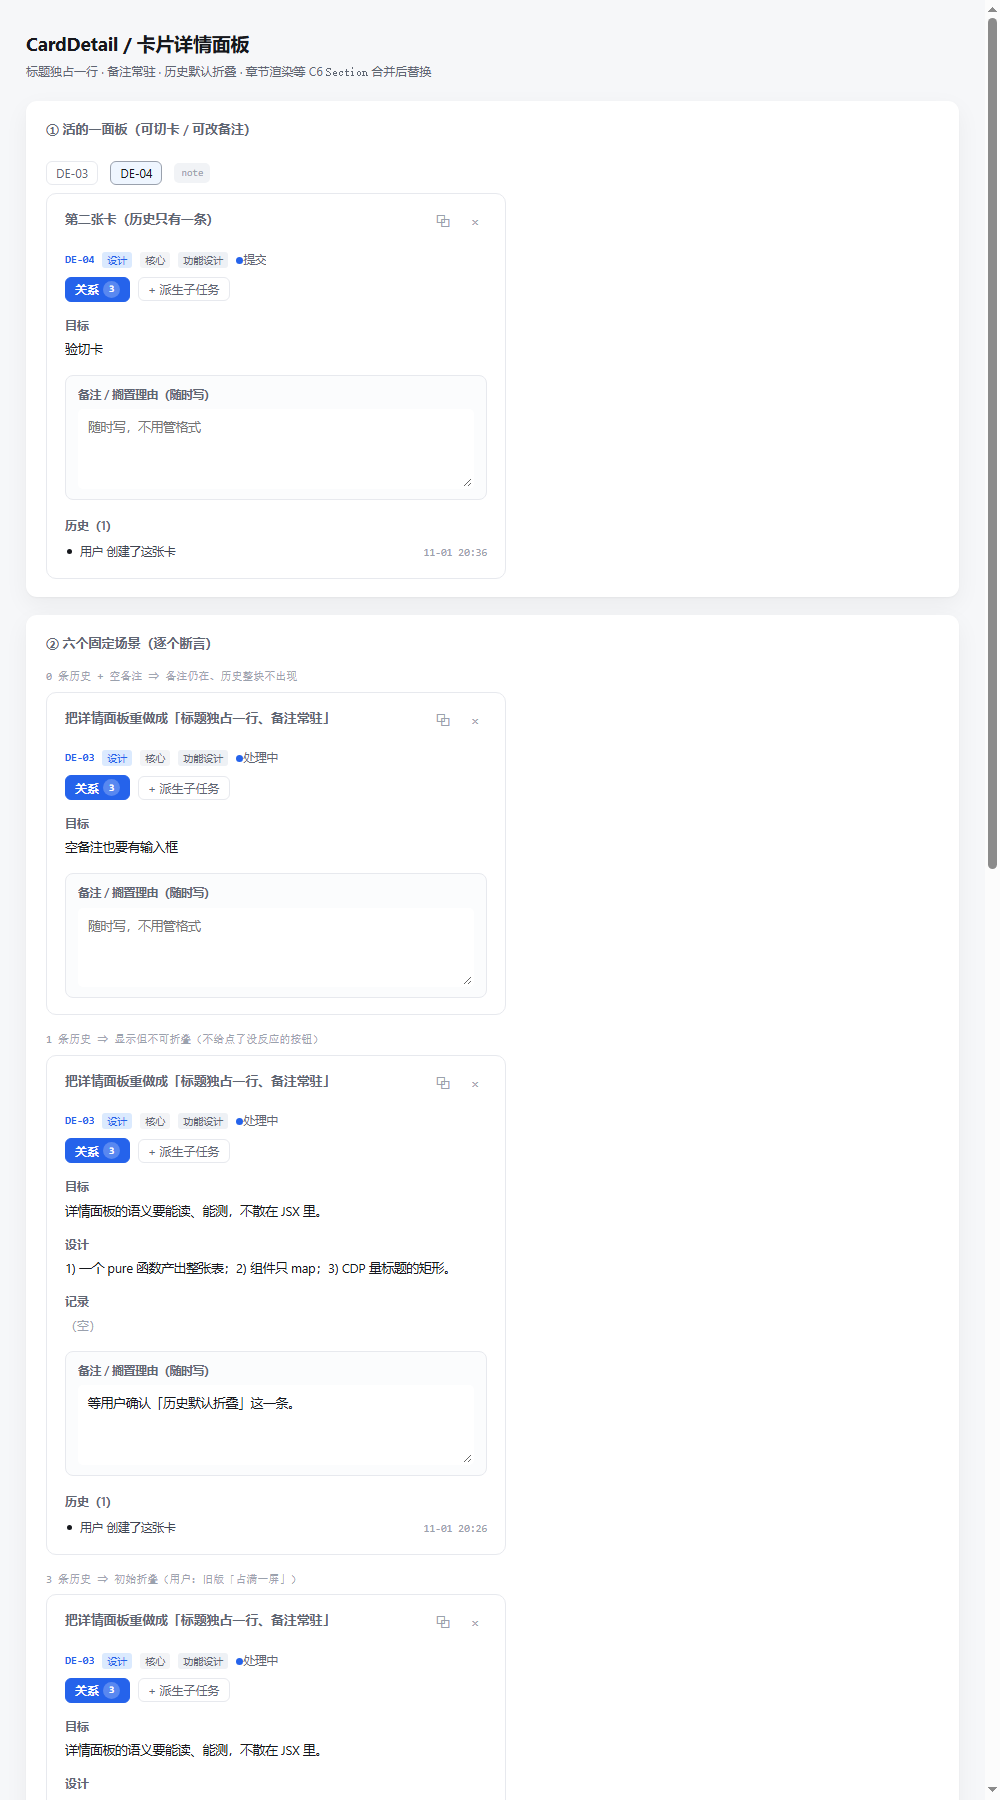 CardDetail / 卡片详情面板
标题独占一行 · 备注常驻 · 历史默认折叠 · 章节渲染等 C6 Section 合并后替换
① 活的一面板（可切卡 / 可改备注）
DE-03 DE-04 note
第二张卡（历史只有一条） ×
DE-04 设计 核心 功能设计 ●提交
关系 3 + 派生子任务
目标
验切卡
备注 / 搁置理由（随时写）
随时写，不用管格式
历史（1）
• 用户 创建了这张卡 11-01 20:36
② 六个固定场景（逐个断言）
0 条历史 + 空备注 ⇒ 备注仍在、历史整块不出现
把详情面板重做成「标题独占一行、备注常驻」 ×
DE-03 设计 核心 功能设计 ●处理中
关系 3 + 派生子任务
目标
空备注也要有输入框
备注 / 搁置理由（随时写）
随时写，不用管格式
1 条历史 ⇒ 显示但不可折叠（不给点了没反应的按钮）
把详情面板重做成「标题独占一行、备注常驻」 ×
DE-03 设计 核心 功能设计 ●处理中
关系 3 + 派生子任务
目标
详情面板的语义要能读、能测，不散在 JSX 里。
设计
1) 一个 pure 函数产出整张表；2) 组件只 map；3) CDP 量标题的矩形。
记录
（空）
备注 / 搁置理由（随时写）
等用户确认「历史默认折叠」这一条。
历史（1）
• 用户 创建了这张卡 11-01 20:26
3 条历史 ⇒ 初始折叠（用户：旧版「占满一屏」）
把详情面板重做成「标题独占一行、备注常驻」 ×
DE-03 设计 核心 功能设计 ●处理中
关系 3 + 派生子任务
目标
详情面板的语义要能读、能测，不散在 JSX 里。
设计